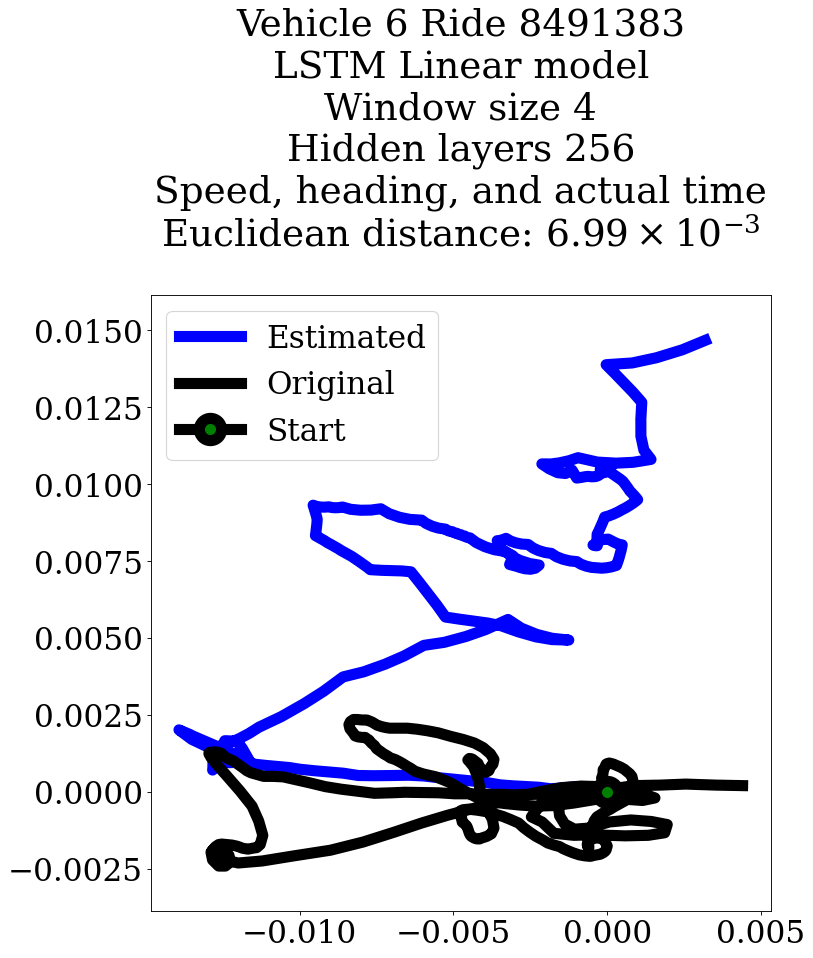 Vehicle 6 Ride 8491383
LSTM Linear model
Window size 4
Hidden layers 256
Speed, heading, and actual time
Euclidean distance: 6.99 × 10⁻³
Estimated
Original
Start
0.0150
0.0125
0.0100
0.0075
0.0050
0.0025
0.0000
−0.0025
−0.010
−0.005
0.000
0.005